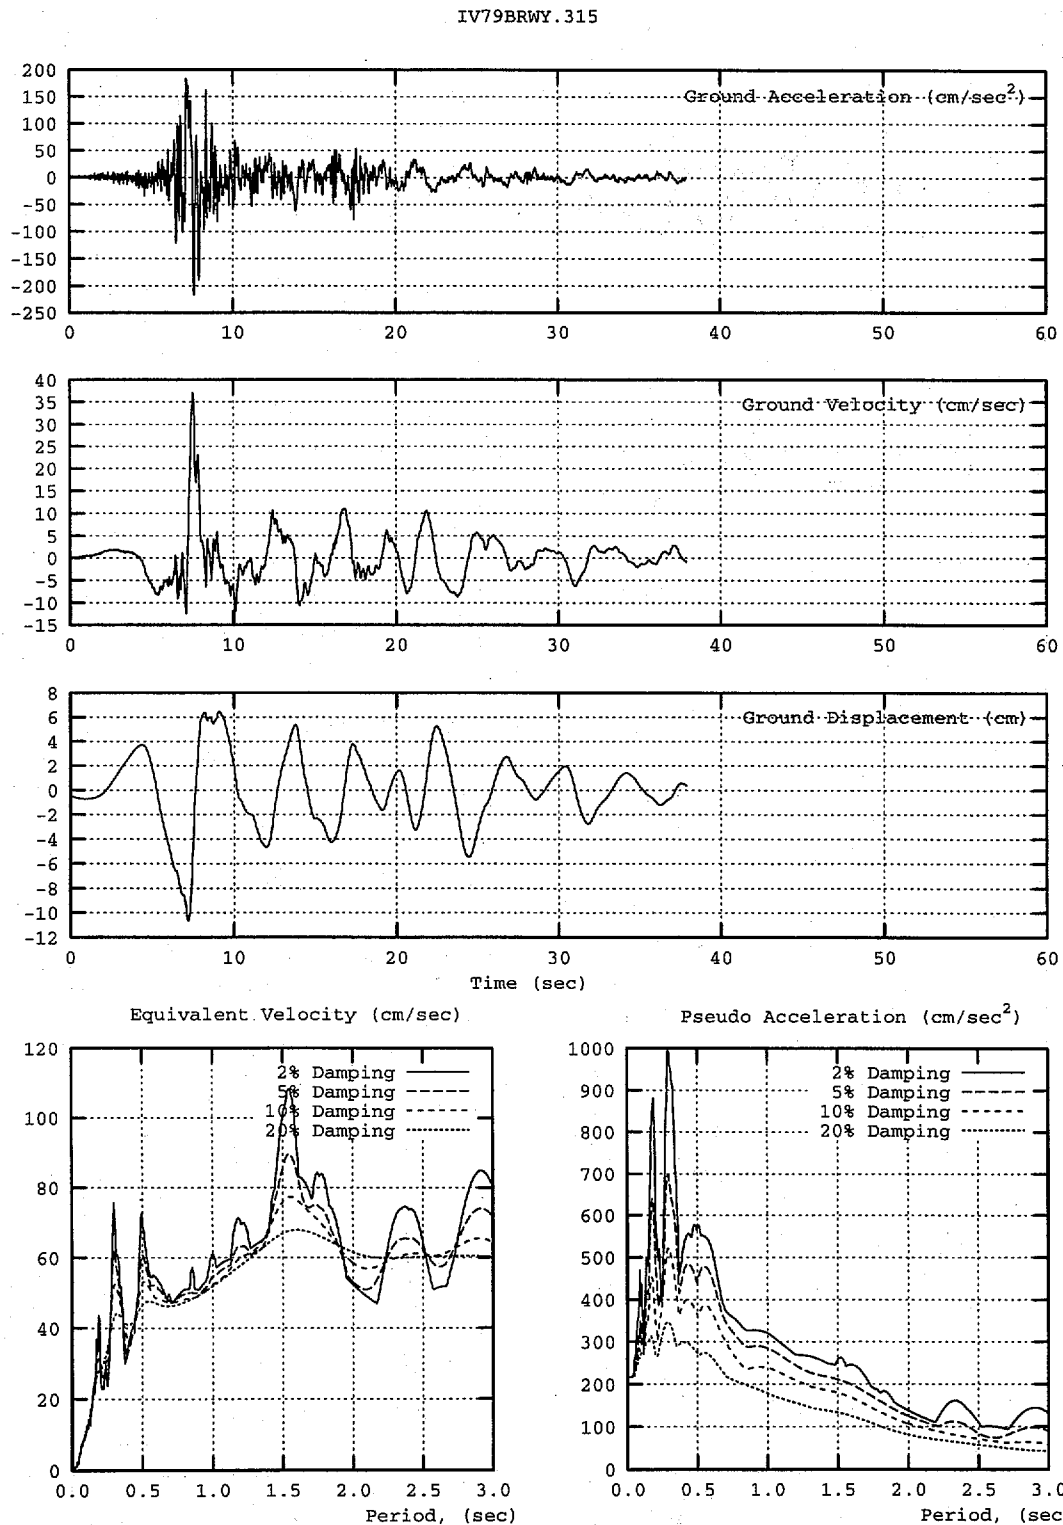 IV79BRWY.315
Ground Acceleration (cm/sec²)
200
150
100
50
0
-50
-100
-150
-200
-250
0 10 20 30 40 50 60
Ground Velocity (cm/sec)
40
35
30
25
20
15
10
5
0
-5
-10
-15
0 10 20 30 40 50 60
Ground Displacement (cm)
8
6
4
2
0
-2
-4
-6
-8
-10
-12
0 10 20 30 40 50 60
Time (sec)
Equivalent Velocity (cm/sec)
120
100
80
60
40
20
0
2% Damping
5% Damping
10% Damping
20% Damping
0.0 0.5 1.0 1.5 2.0 2.5 3.0
Period, (sec)
Pseudo Acceleration (cm/sec²)
1000
900
800
700
600
500
400
300
200
100
0
2% Damping
5% Damping
10% Damping
20% Damping
0.0 0.5 1.0 1.5 2.0 2.5 3.0
Period, (sec